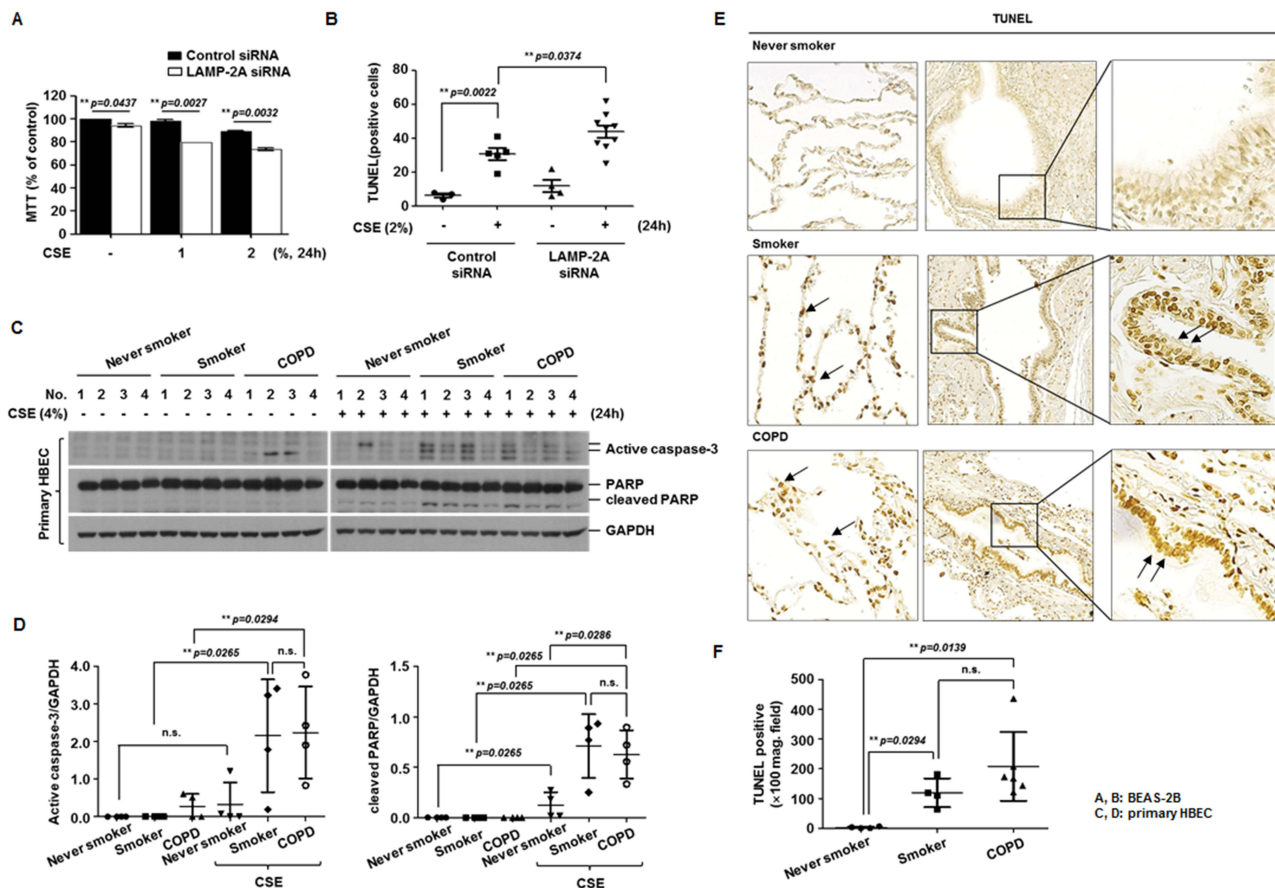 A
Control siRNA
LAMP-2A siRNA
** p=0.0437
** p=0.0027
** p=0.0032
MTT (% of control)
120
100
80
60
40
20
0
CSE - 1 2 (%, 24h)
B
** p=0.0374
** p=0.0022
TUNEL(positive cells)
80
60
40
20
0
CSE (2%) - + - + (24h)
Control siRNA
LAMP-2A siRNA
C
Never smoker Smoker COPD Never smoker Smoker COPD
No. 1 2 3 4 1 2 3 4 1 2 3 4 1 2 3 4 1 2 3 4 1 2 3 4
CSE (4%) - - - - - - - - - - - - + + + + + + + + + + + + (24h)
Primary HBEC
Active caspase-3
PARP
cleaved PARP
GAPDH
D
** p=0.0294
** p=0.0265
n.s.
n.s.
Active caspase-3/GAPDH
4.0
3.0
2.0
1.0
0.0
Never smoker
Smoker
COPD
Never smoker
Smoker
COPD
CSE
** p=0.0286
** p=0.0265
** p=0.0265
n.s.
** p=0.0265
cleaved PARP/GAPDH
1.5
1.0
0.5
0.0
Never smoker
Smoker
COPD
Never smoker
Smoker
COPD
CSE
E
TUNEL
Never smoker
Smoker
COPD
F
** p=0.0139
n.s.
** p=0.0294
TUNEL positive
(×100 mag. field)
500
400
300
200
100
0
Never smoker
Smoker
COPD
A, B: BEAS-2B
C, D: primary HBEC